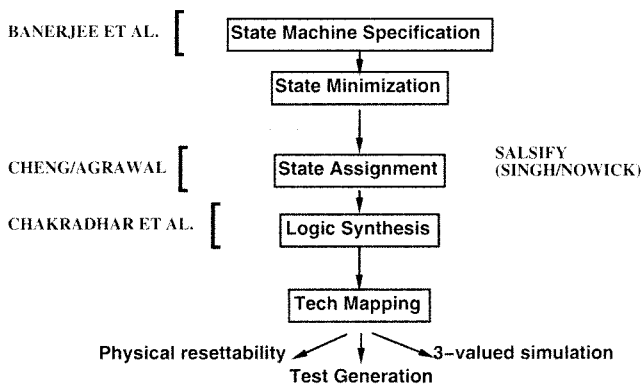 BANERJEE ET AL.
State Machine Specification
State Minimization
CHENG/AGRAWAL
State Assignment
SALSIFY
(SINGH/NOWICK)
CHAKRADHAR ET AL.
Logic Synthesis
Tech Mapping
Physical resettability
3-valued simulation
Test Generation